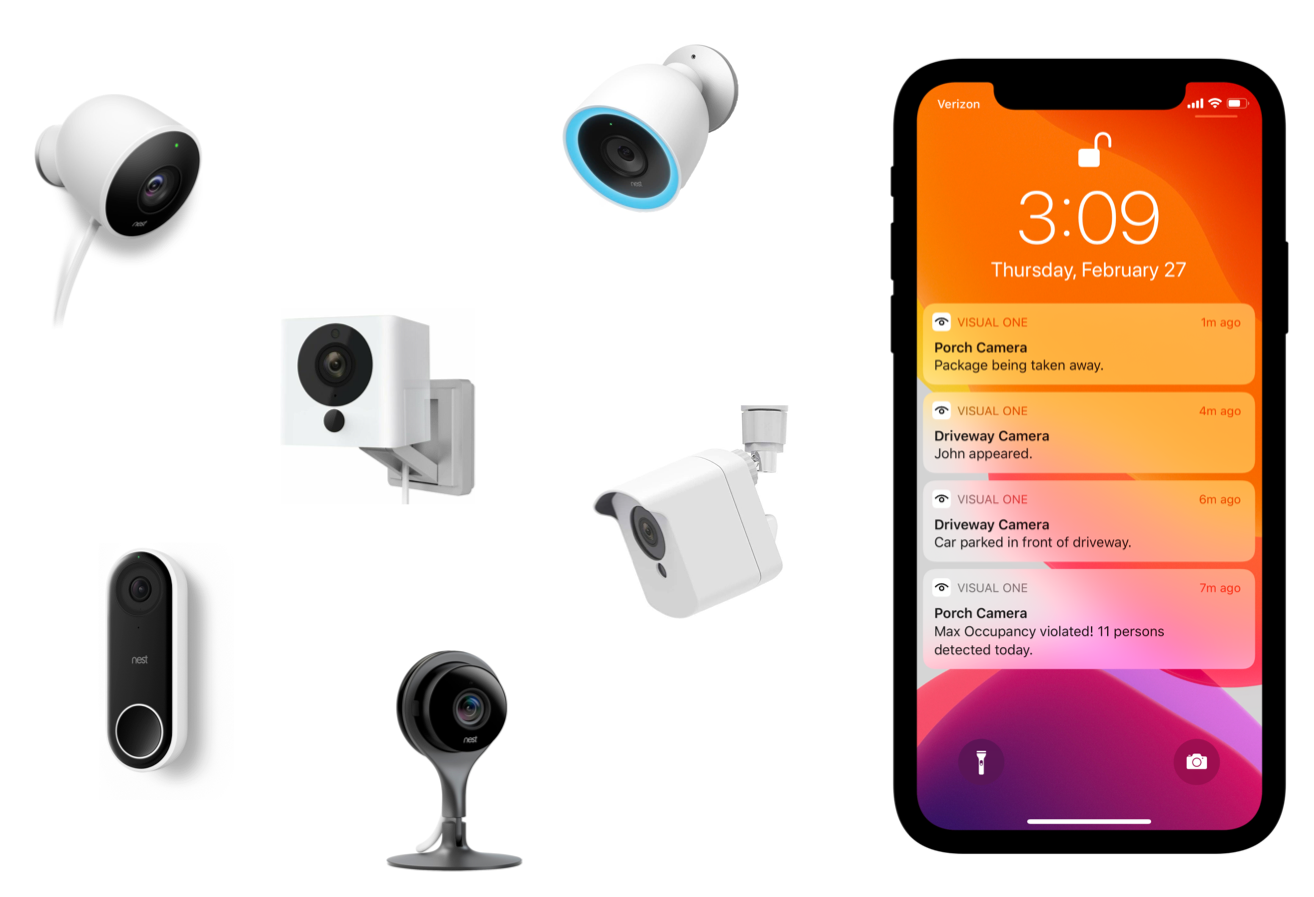 nest
nest
nest
nest
Verizon
3:09
Thursday, February 27
VISUAL ONE 1m ago
Porch Camera
Package being taken away.
VISUAL ONE 4m ago
Driveway Camera
John appeared.
VISUAL ONE 6m ago
Driveway Camera
Car parked in front of driveway.
VISUAL ONE 7m ago
Porch Camera
Max Occupancy violated! 11 persons
detected today.